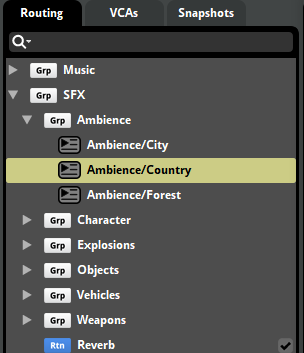 Routing VCAs Snapshots
Grp Music
Grp SFX
Grp Ambience
Ambience/City
Ambience/Country
Ambience/Forest
Grp Character
Grp Explosions
Grp Objects
Grp Vehicles
Grp Weapons
Rtn Reverb